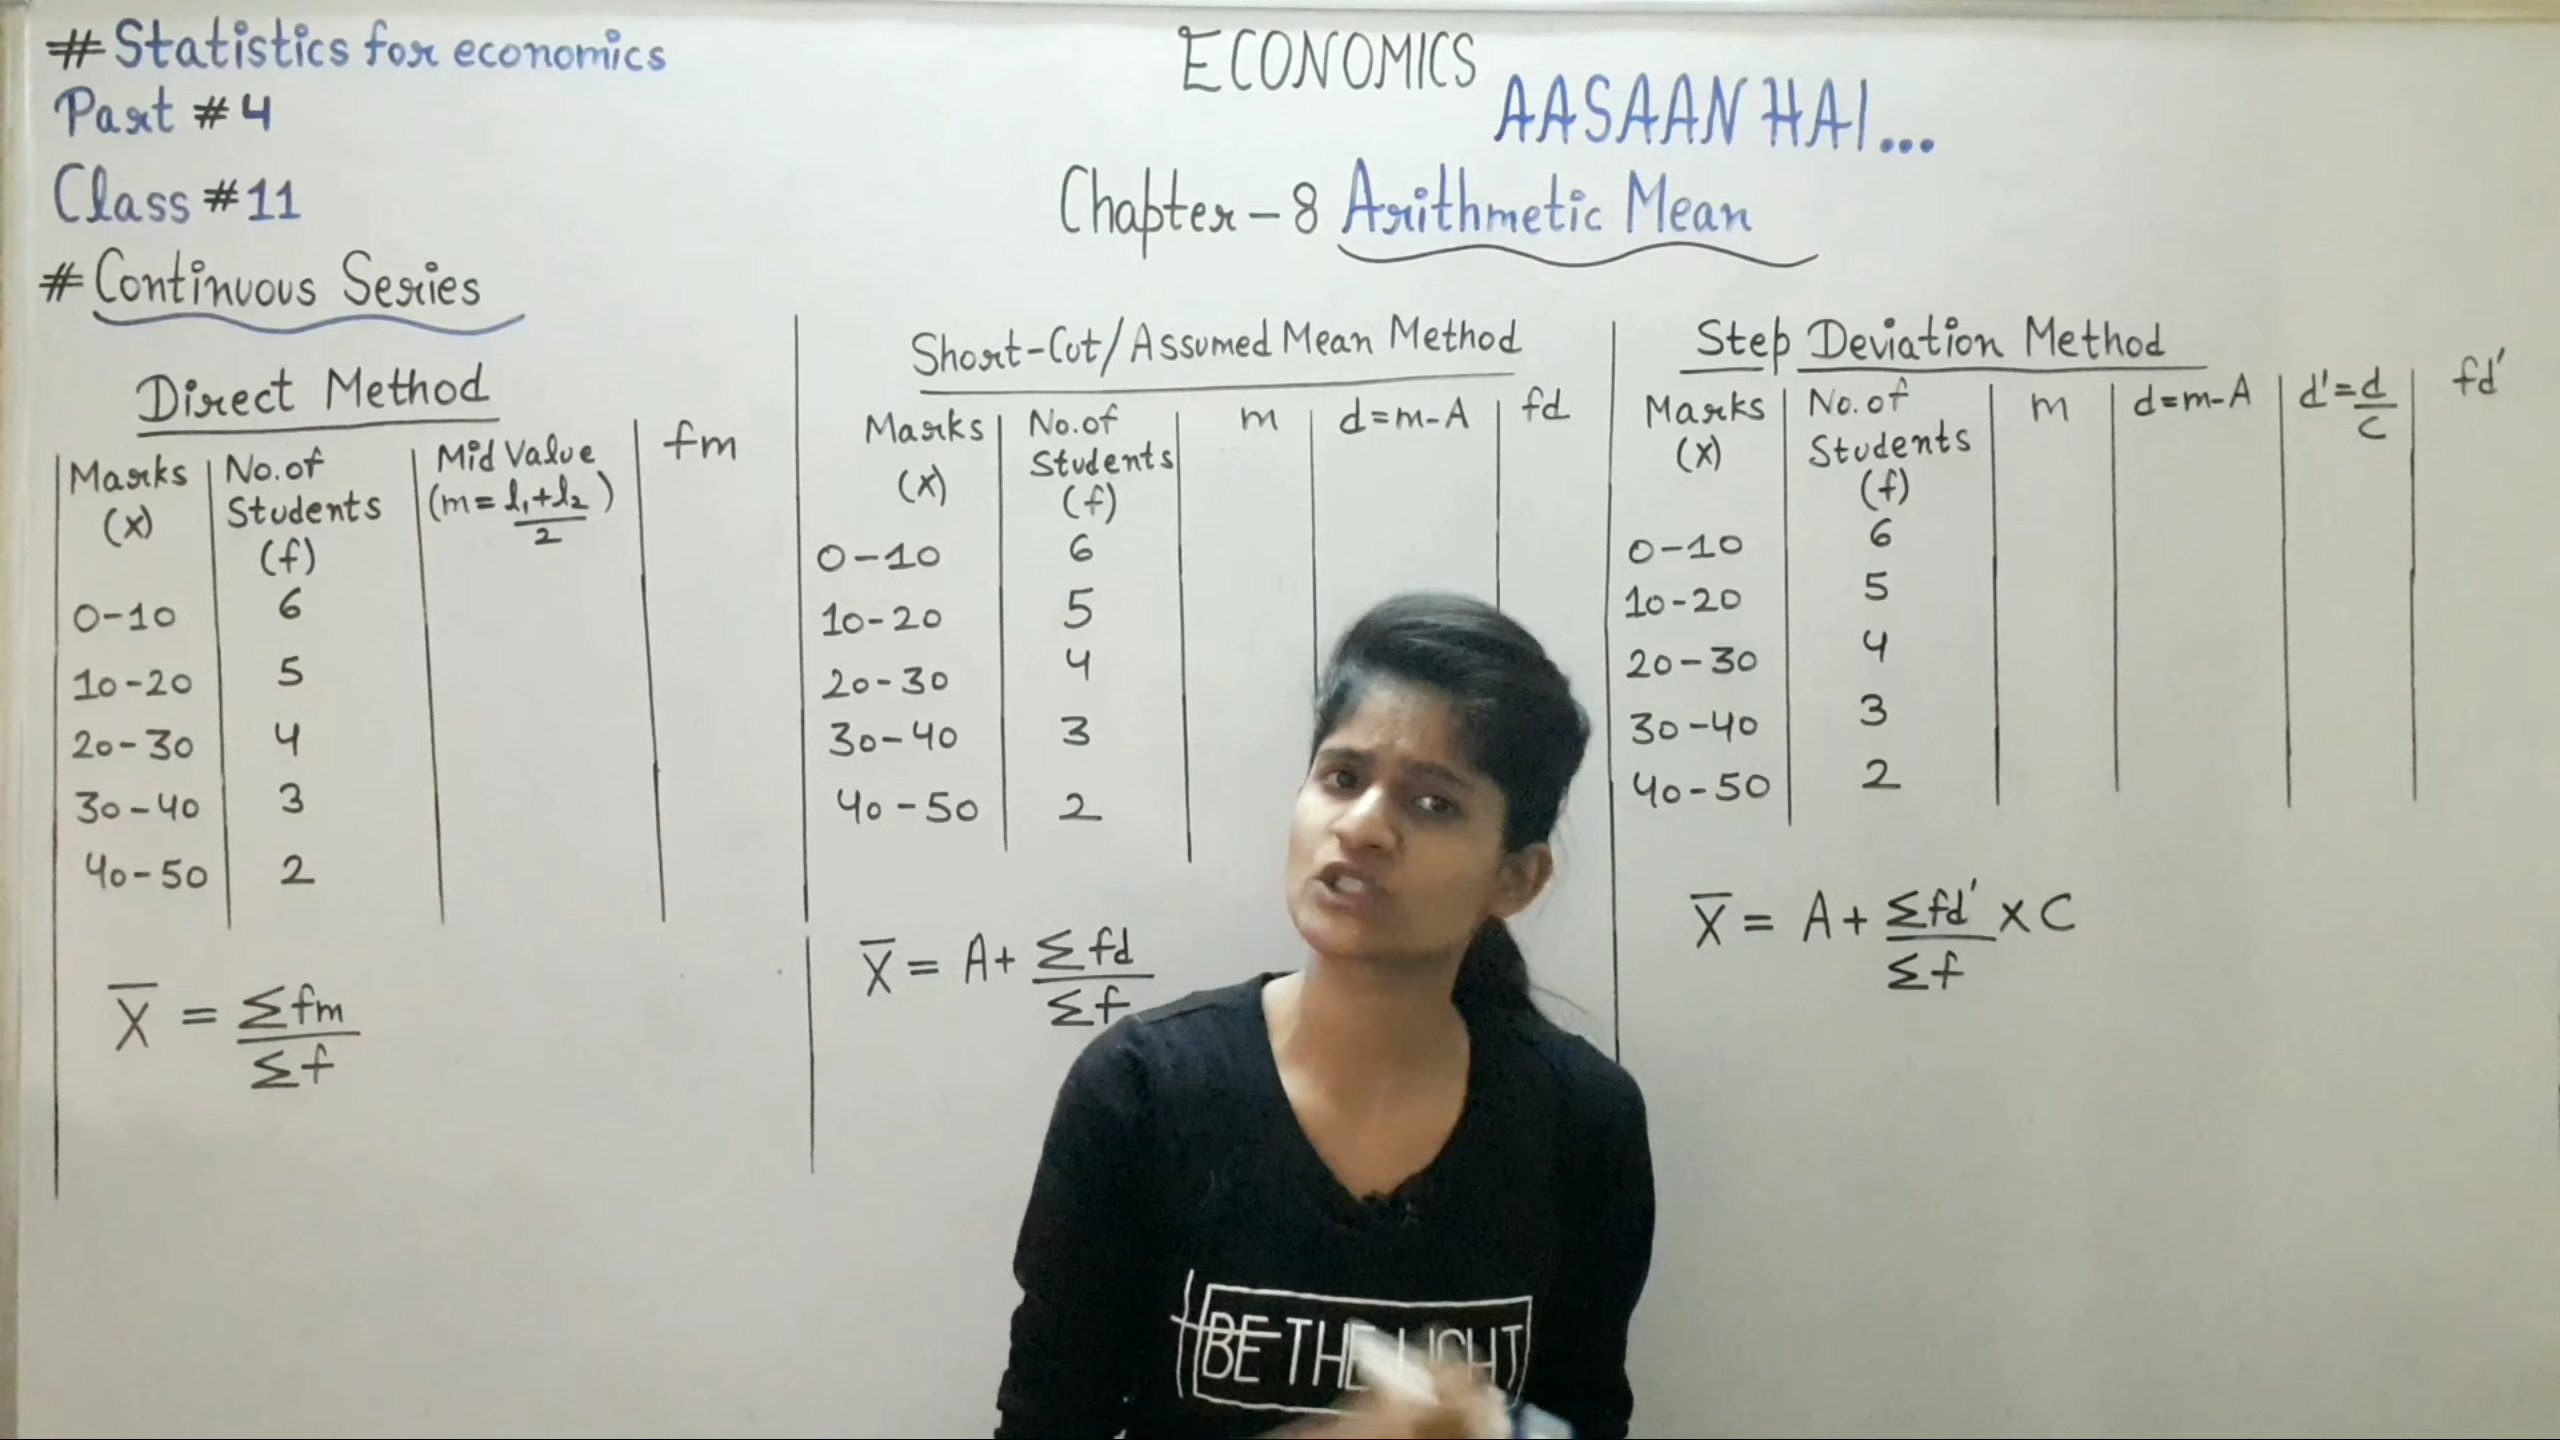 # Statistics for economics
Part #4
Class #11
# Continuous Series
ECONOMICS
AASAAN HAI...
Chapter-8 Arithmetic Mean
Direct Method
Marks (x) | No. of Students (f) | Mid Value (m = l₁+l₂/2) | fm
0-10 6
10-20 5
20-30 4
30-40 3
40-50 2
X̄ = Σfm/Σf
Short-Cut/Assumed Mean Method
Marks (x) | No. of Students (f) | m | d=m-A | fd
0-10 6
10-20 5
20-30 4
30-40 3
40-50 2
X̄ = A+ Σfd/Σf
Step Deviation Method
Marks (x) | No. of Students (f) | m | d=m-A | d'=d/c | fd'
0-10 6
10-20 5
20-30 4
30-40 3
40-50 2
X̄ = A+ Σfd'/Σf x C
BE THE LIGHT